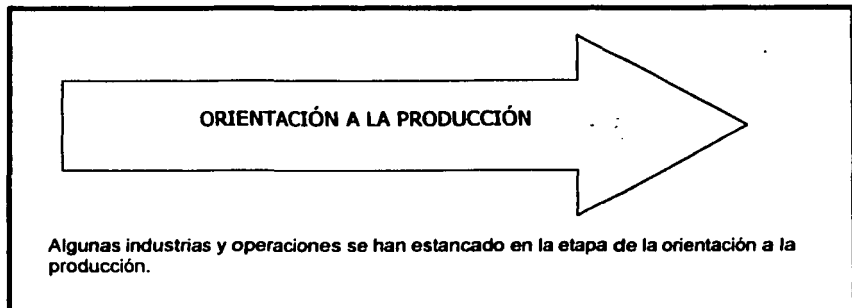 ORIENTACIÓN A LA PRODUCCIÓN
Algunas industrias y operaciones se han estancado en la etapa de la orientación a la
producción.